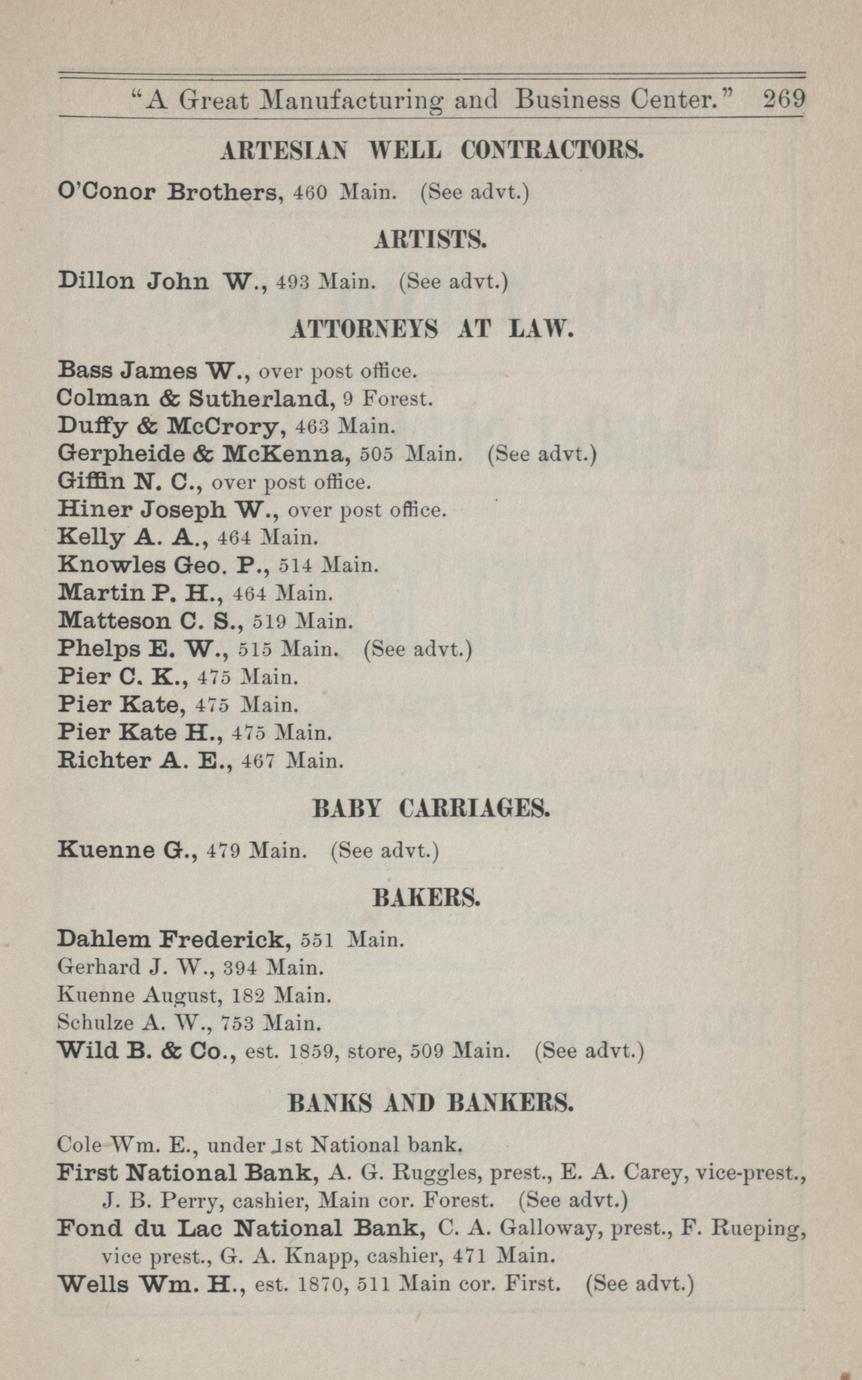 “A Great Manufacturing and Business Center.” 269
ARTESIAN WELL CONTRACTORS.
O’Conor Brothers, 460 Main. (See advt.)
ARTISTS.
Dillon John W., 493 Main. (See advt.)
ATTORNEYS AT LAW.
Bass James W., over post office.
Colman & Sutherland, 9 Forest.
Duffy & McCrory, 463 Main.
Gerpheide & McKenna, 505 Main. (See advt.)
Giffin N. C., over post office.
Hiner Joseph W., over post office.
Kelly A. A., 464 Main.
Knowles Geo. P., 514 Main.
Martin P. H., 464 Main.
Matteson C. S., 519 Main.
Phelps E. W., 515 Main. (See advt.)
Pier C. K., 475 Main.
Pier Kate, 475 Main.
Pier Kate H., 475 Main.
Richter A. E., 467 Main.
BABY CARRIAGES.
Kuenne G., 479 Main. (See advt.)
BAKERS.
Dahlem Frederick, 551 Main.
Gerhard J. W., 394 Main.
Kuenne August, 182 Main.
Schulze A. W., 753 Main.
Wild B. & Co., est. 1859, store, 509 Main. (See advt.)
BANKS AND BANKERS.
Cole Wm. E., under 1st National bank.
First National Bank, A. G. Ruggles, prest., E. A. Carey, vice-prest.,
J. B. Perry, cashier, Main cor. Forest. (See advt.)
Fond du Lac National Bank, C. A. Galloway, prest., F. Rueping,
vice prest., G. A. Knapp, cashier, 471 Main.
Wells Wm. H., est. 1870, 511 Main cor. First. (See advt.)